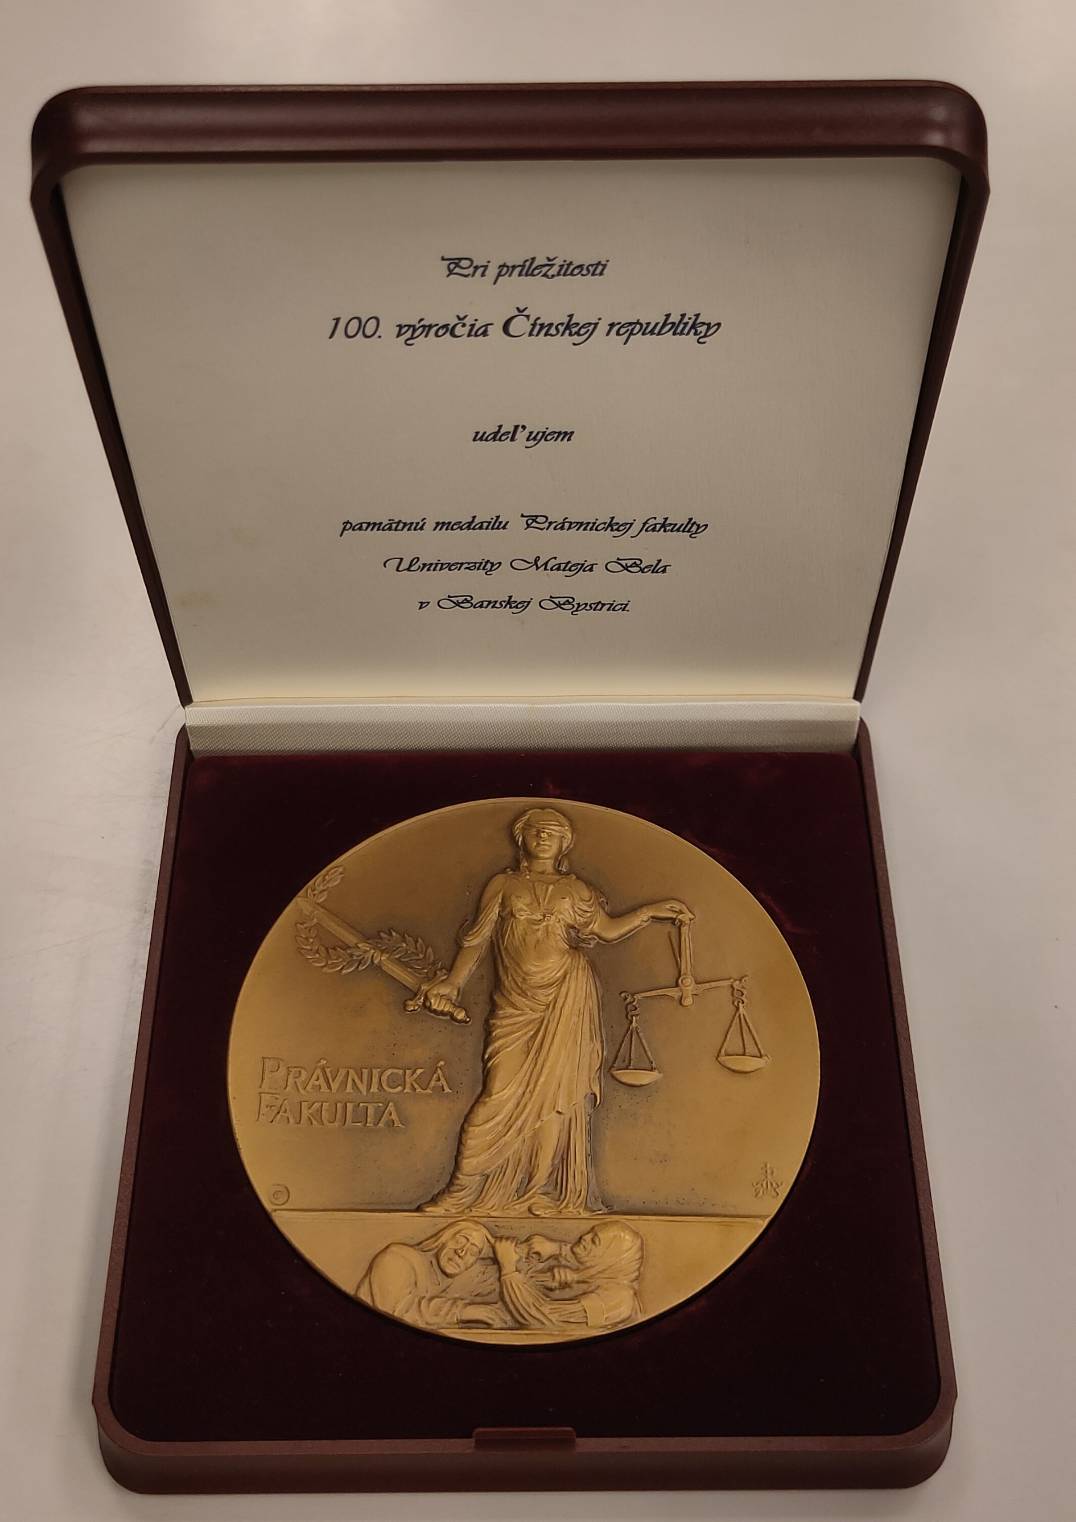 Pri príležitosti
100. výročia Čínskej republiky
udeľujem
pamätnú medailu Právnickej fakulty
Univerzity Mateja Bela
v Banskej Bystrici.
PRÁVNICKÁ
FAKULTA